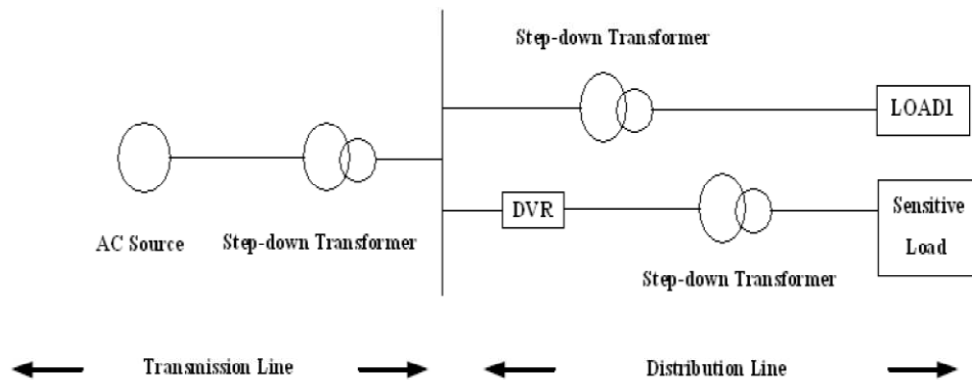 Step-down Transformer
LOAD1
DVR
Sensitive
Load
AC Source
Step-down Transformer
Step-down Transformer
Transmission Line
Distribution Line